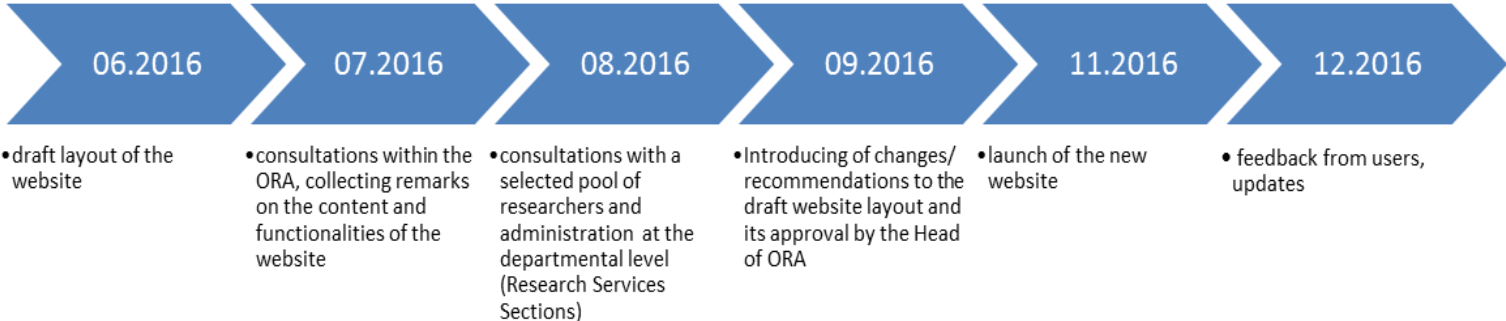 06.2016
07.2016
08.2016
09.2016
11.2016
12.2016
•draft layout of the
website
•consultations within the
ORA, collecting remarks
on the content and
functionalities of the
website
•consultations with a
selected pool of
researchers and
administration at the
departmental level
(Research Services
Sections)
•Introducing of changes/
recommendations to the
draft website layout and
its approval by the Head
of ORA
•launch of the new
website
• feedback from users,
updates